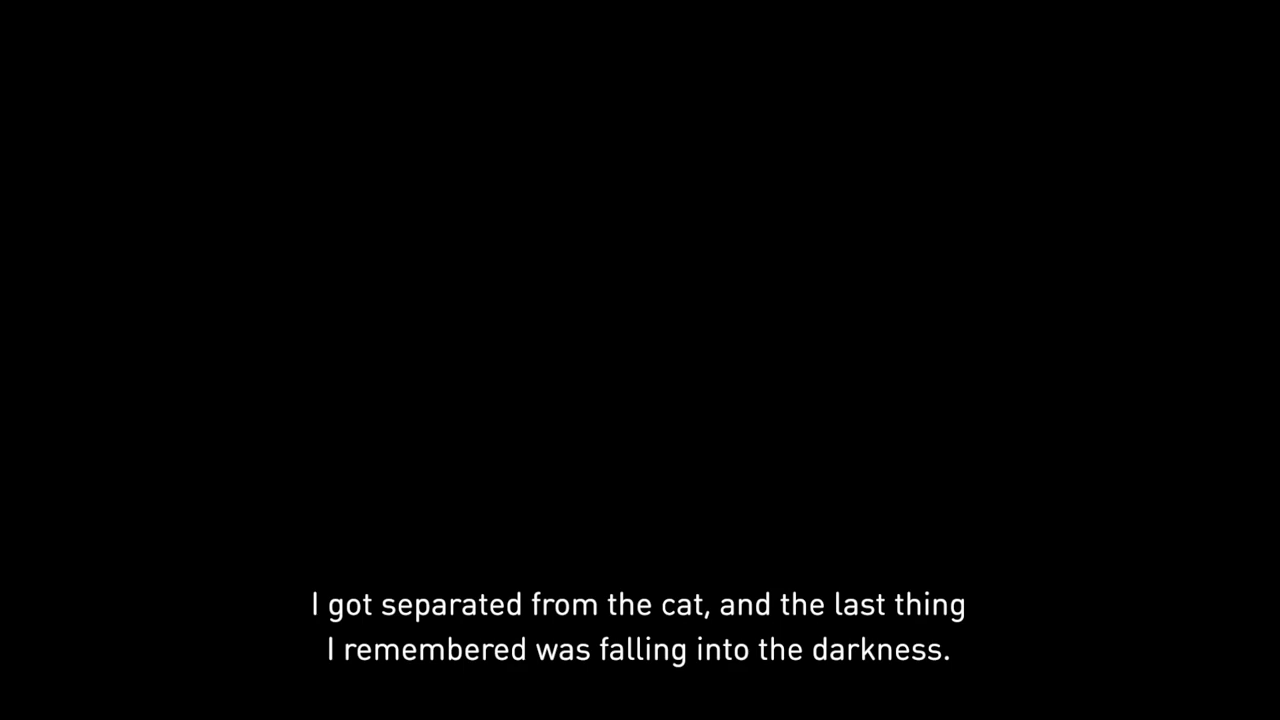 I got separated from the cat, and the last thing
I remembered was falling into the darkness.